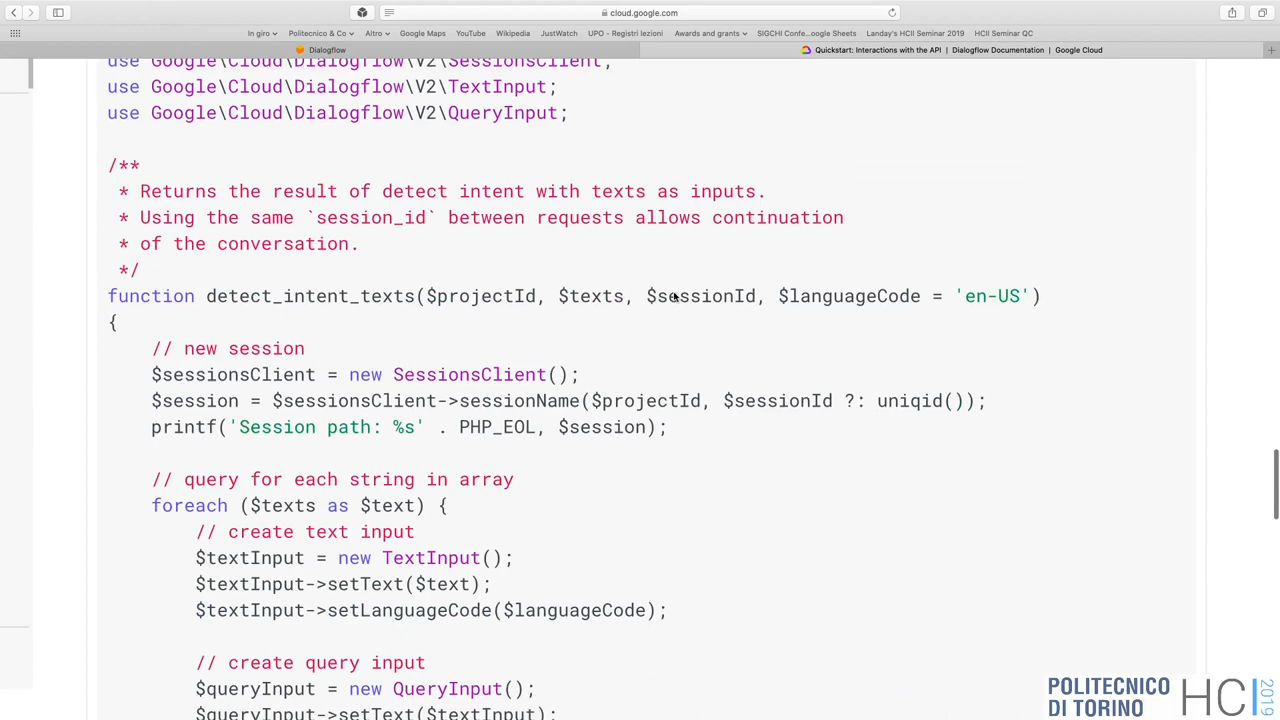 cloud.google.com
In giro Politecnico & Co Altro Google Maps YouTube Wikipedia JustWatch UPO - Registri lezioni Awards and grants SIGCHI Confe...oogle Sheets Landay's HCII Seminar 2019 HCII Seminar QC
Dialogflow Quickstart: Interactions with the API | Dialogflow Documentation | Google Cloud
use Google\Cloud\Dialogflow\V2\SessionsClient;
use Google\Cloud\Dialogflow\V2\TextInput;
use Google\Cloud\Dialogflow\V2\QueryInput;
/**
* Returns the result of detect intent with texts as inputs.
* Using the same `session_id` between requests allows continuation
* of the conversation.
*/
function detect_intent_texts($projectId, $texts, $sessionId, $languageCode = 'en-US')
{
// new session
$sessionsClient = new SessionsClient();
$session = $sessionsClient->sessionName($projectId, $sessionId ?: uniqid());
printf('Session path: %s' . PHP_EOL, $session);
// query for each string in array
foreach ($texts as $text) {
// create text input
$textInput = new TextInput();
$textInput->setText($text);
$textInput->setLanguageCode($languageCode);
// create query input
$queryInput = new QueryInput();
$queryInput->setText($textInput);
POLITECNICO
DI TORINO
HCI
2019